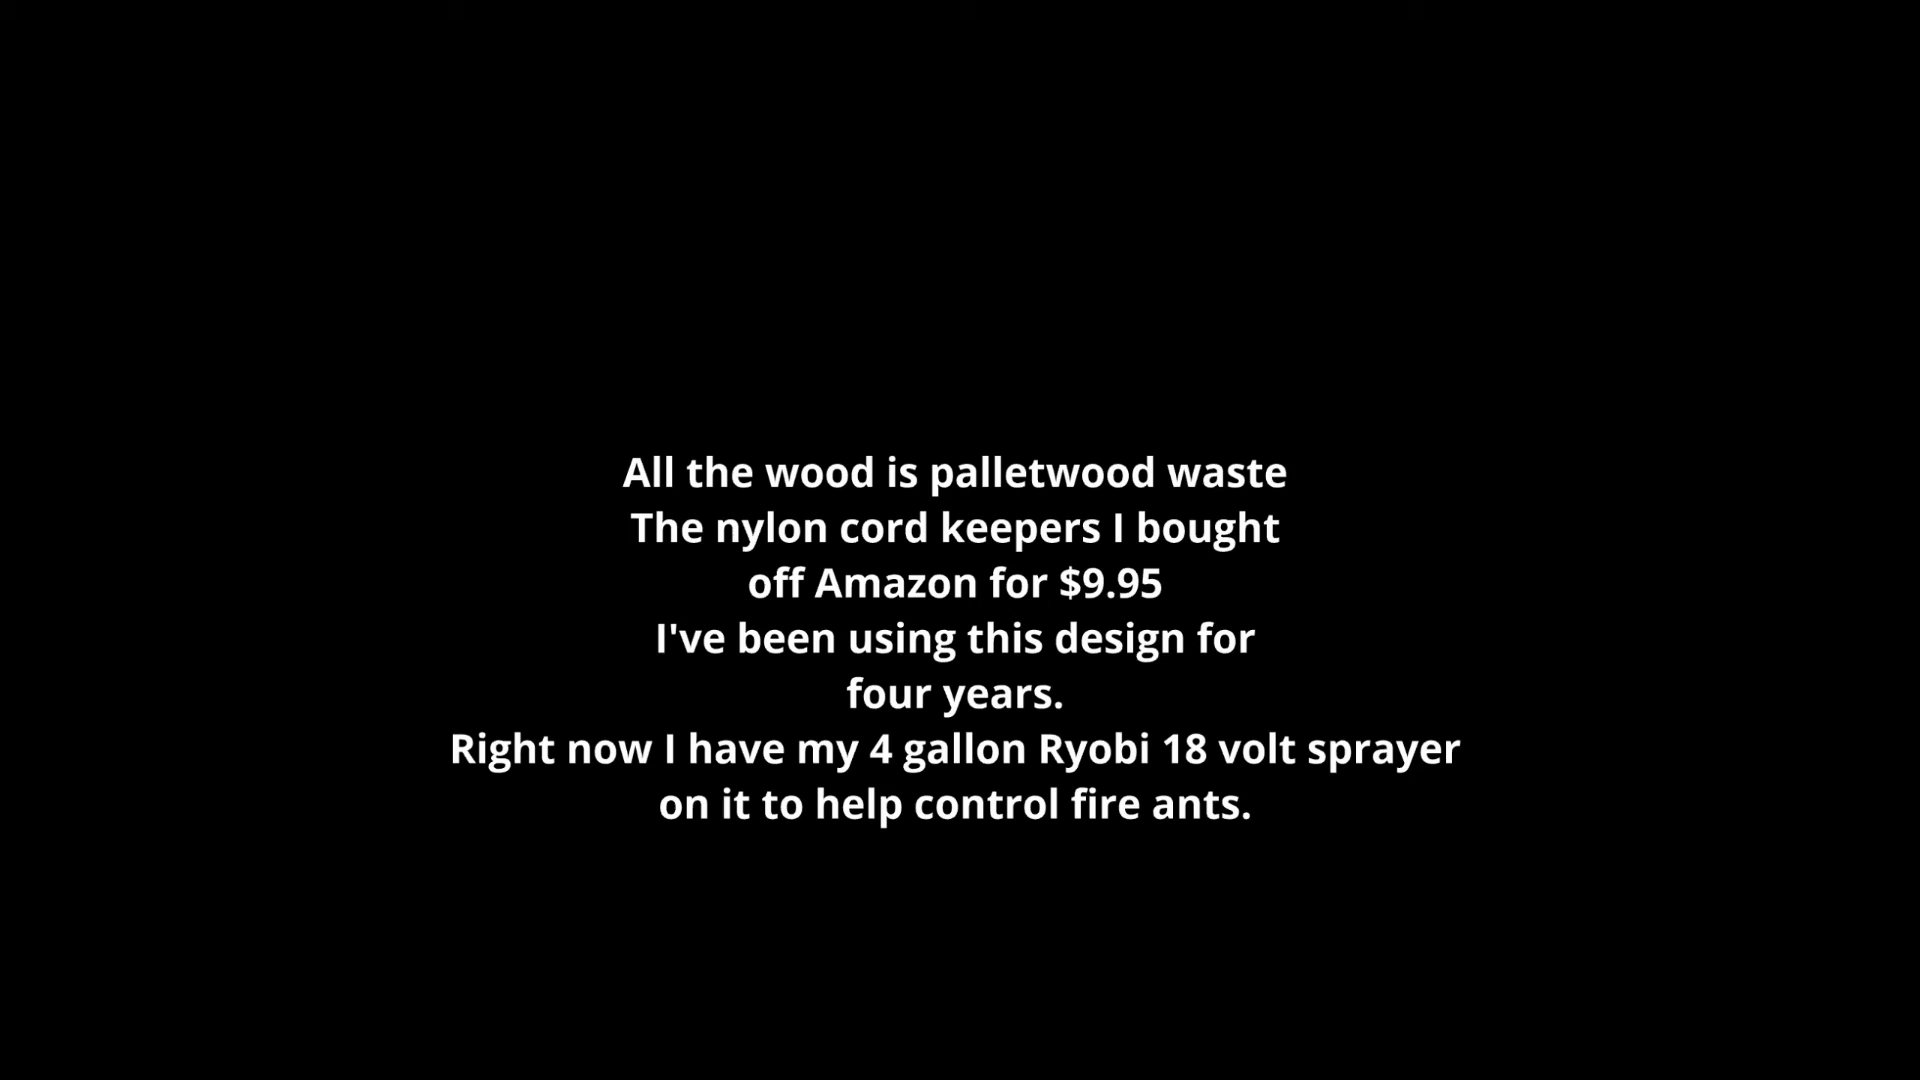 All the wood is palletwood waste
The nylon cord keepers I bought
off Amazon for $9.95
I've been using this design for
four years.
Right now I have my 4 gallon Ryobi 18 volt sprayer
on it to help control fire ants.